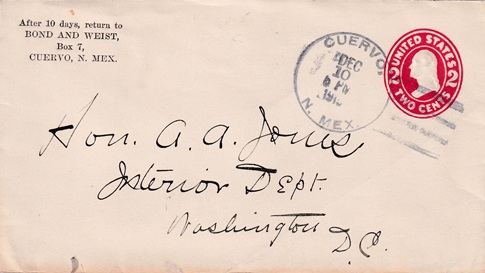 After 10 days, return to
BOND AND WEIST,
Box 7,
CUERVO, N. MEX.
CUERVO,
DEC
10
PM
N. MEX.
UNITED STATES
2 2
TWO CENTS
Hon. A. A. Jones
Interior Dept.
Washington
D.C.